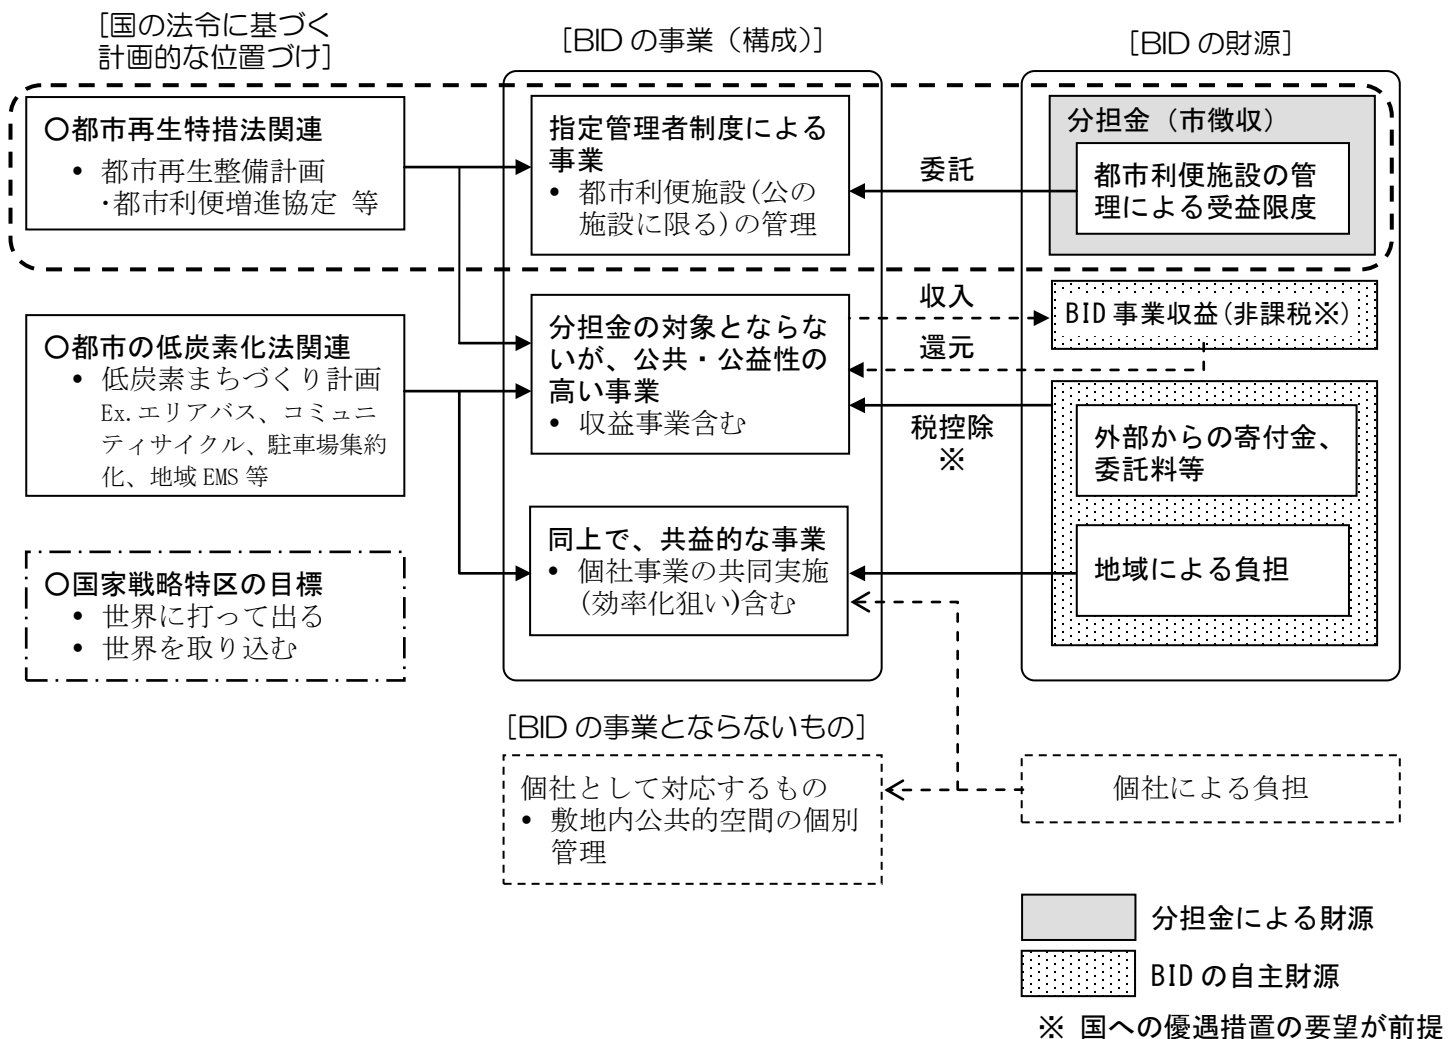 [国の法令に基づく
計画的な位置づけ]
○都市再生特措法関連
• 都市再生整備計画
・都市利便増進協定 等
○都市の低炭素化法関連
• 低炭素まちづくり計画
Ex.エリアバス、コミュニ
ティサイクル、駐車場集約
化、地域 EMS 等
○国家戦略特区の目標
• 世界に打って出る
• 世界を取り込む
[BID の事業（構成）]
指定管理者制度による
事業
• 都市利便施設(公の
施設に限る)の管理
分担金の対象とならな
いが、公共・公益性の
高い事業
• 収益事業含む
同上で、共益的な事業
• 個社事業の共同実施
(効率化狙い)含む
[BID の事業とならないもの]
個社として対応するもの
• 敷地内公共的空間の個別
管理
委託
収入
還元
税控除
※
[BID の財源]
分担金（市徴収）
都市利便施設の管
理による受益限度
BID 事業収益(非課税※)
外部からの寄付金、
委託料等
地域による負担
個社による負担
分担金による財源
BID の自主財源
※ 国への優遇措置の要望が前提